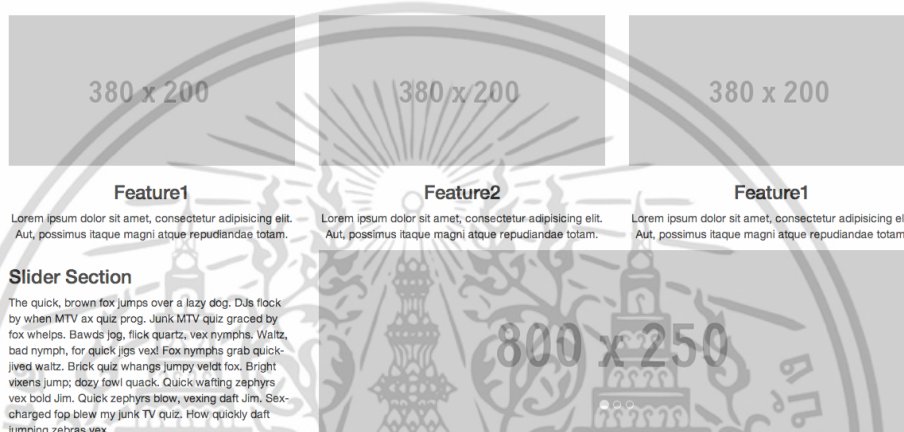 380 x 200
380 x 200
380 x 200
Feature1
Feature2
Feature1
Lorem ipsum dolor sit amet, consectetur adipisicing elit.
Aut, possimus itaque magni atque repudiandae totam.
Lorem ipsum dolor sit amet, consectetur adipisicing elit.
Aut, possimus itaque magni atque repudiandae totam.
Lorem ipsum dolor sit amet, consectetur adipisicing el
Aut, possimus itaque magni atque repudiandae totam
Slider Section
The quick, brown fox jumps over a lazy dog. DJs flock
by when MTV ax quiz prog. Junk MTV quiz graced by
fox whelps. Bawds jog, flick quartz, vex nymphs. Waltz,
bad nymph, for quick jigs vex! Fox nymphs grab quick-
jived waltz. Brick quiz whangs jumpy veldt fox. Bright
vixens jump; dozy fowl quack. Quick wafting zephyrs
vex bold Jim. Quick zephyrs blow, vexing daft Jim. Sex-
charged fop blew my junk TV quiz. How quickly daft
jumping zebras vex
800 x 250